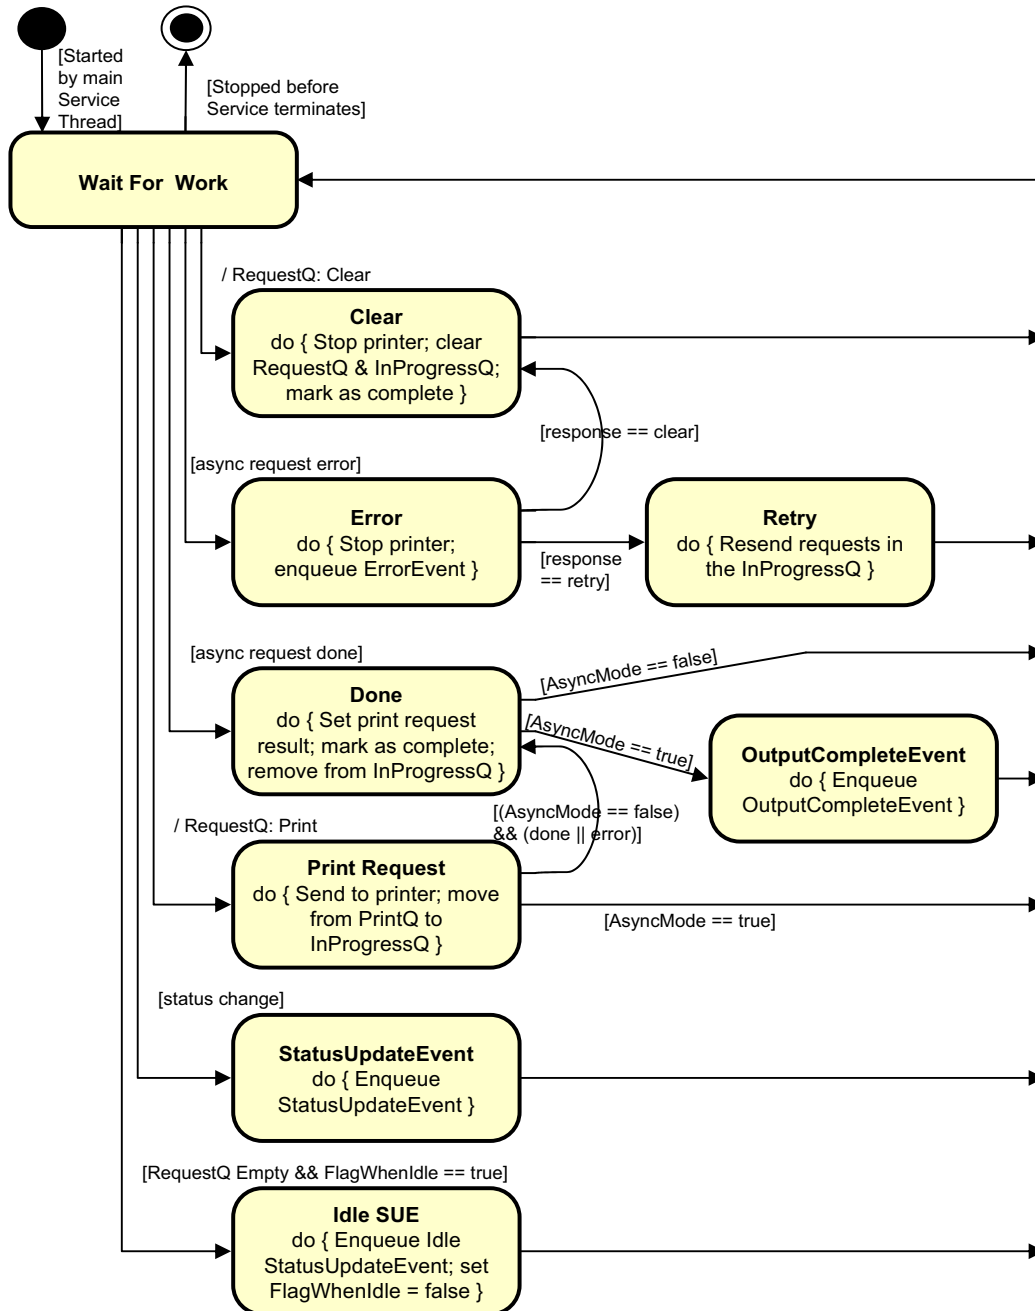 [Started
by main
Service
Thread]
[Stopped before
Service terminates]
Wait For Work
/ RequestQ: Clear
Clear
do { Stop printer; clear
RequestQ & InProgressQ;
mark as complete }
[response == clear]
[async request error]
Error
do { Stop printer;
enqueue ErrorEvent }
[response
== retry]
Retry
do { Resend requests in
the InProgressQ }
[async request done]
Done
do { Set print request
result; mark as complete;
remove from InProgressQ }
[AsyncMode == false]
[AsyncMode == true]
OutputCompleteEvent
do { Enqueue
OutputCompleteEvent }
[(AsyncMode == false)
&& (done || error)]
/ RequestQ: Print
Print Request
do { Send to printer; move
from PrintQ to
InProgressQ }
[AsyncMode == true]
[status change]
StatusUpdateEvent
do { Enqueue
StatusUpdateEvent }
[RequestQ Empty && FlagWhenIdle == true]
Idle SUE
do { Enqueue Idle
StatusUpdateEvent; set
FlagWhenIdle = false }